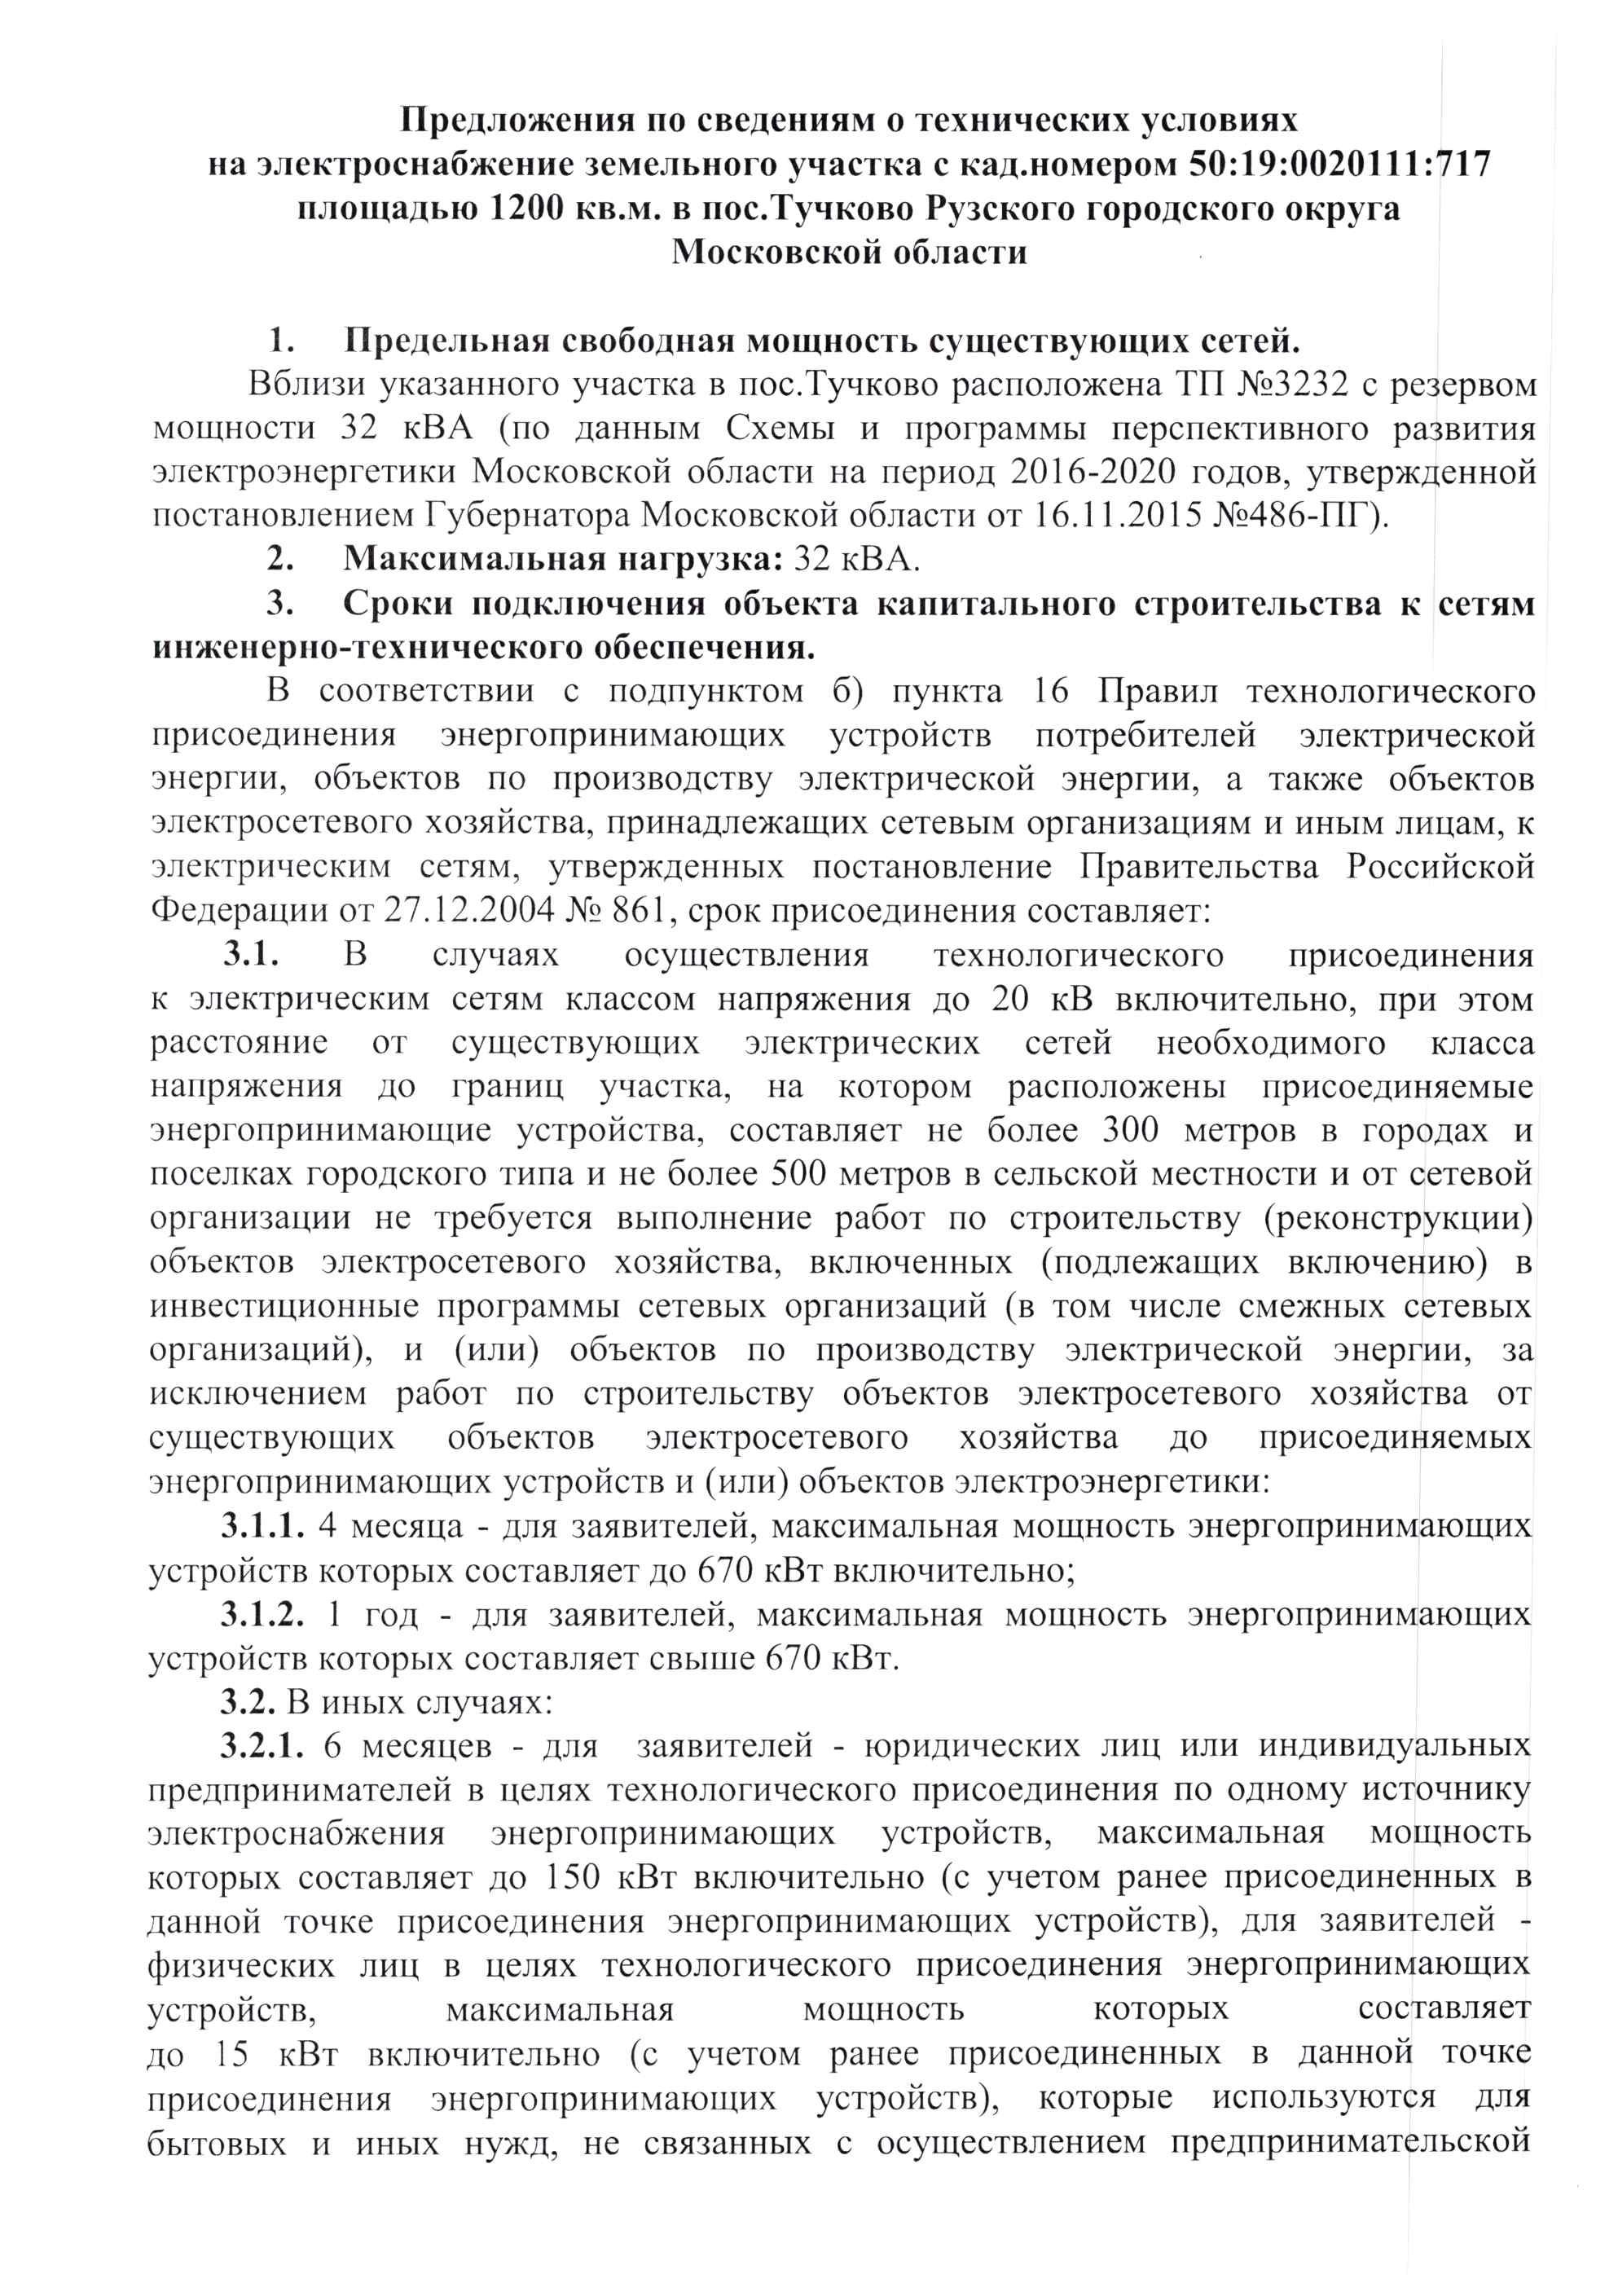 Предложения по сведениям о технических условиях
на электроснабжение земельного участка с кад.номером 50:19:0020111:717
площадью 1200 кв.м. в пос.Тучково Рузского городского округа
Московской области
1. Предельная свободная мощность существующих сетей.
Вблизи указанного участка в пос.Тучково расположена ТП №3232 с резервом
мощности 32 кВА (по данным Схемы и программы перспективного развития
электроэнергетики Московской области на период 2016-2020 годов, утвержденной
постановлением Губернатора Московской области от 16.11.2015 №486-ПГ).
2. Максимальная нагрузка: 32 кВА.
3. Сроки подключения объекта капитального строительства к сетям
инженерно-технического обеспечения.
В соответствии с подпунктом б) пункта 16 Правил технологического
присоединения энергопринимающих устройств потребителей электрической
энергии, объектов по производству электрической энергии, а также объектов
электросетевого хозяйства, принадлежащих сетевым организациям и иным лицам, к
электрическим сетям, утвержденных постановление Правительства Российской
Федерации от 27.12.2004 № 861, срок присоединения составляет:
3.1. В случаях осуществления технологического присоединения
к электрическим сетям классом напряжения до 20 кВ включительно, при этом
расстояние от существующих электрических сетей необходимого класса
напряжения до границ участка, на котором расположены присоединяемые
энергопринимающие устройства, составляет не более 300 метров в городах и
поселках городского типа и не более 500 метров в сельской местности и от сетевой
организации не требуется выполнение работ по строительству (реконструкции)
объектов электросетевого хозяйства, включенных (подлежащих включению) в
инвестиционные программы сетевых организаций (в том числе смежных сетевых
организаций), и (или) объектов по производству электрической энергии, за
исключением работ по строительству объектов электросетевого хозяйства от
существующих объектов электросетевого хозяйства до присоединяемых
энергопринимающих устройств и (или) объектов электроэнергетики:
3.1.1. 4 месяца - для заявителей, максимальная мощность энергопринимающих
устройств которых составляет до 670 кВт включительно;
3.1.2. 1 год - для заявителей, максимальная мощность энергопринимающих
устройств которых составляет свыше 670 кВт.
3.2. В иных случаях:
3.2.1. 6 месяцев - для заявителей - юридических лиц или индивидуальных
предпринимателей в целях технологического присоединения по одному источнику
электроснабжения энергопринимающих устройств, максимальная мощность
которых составляет до 150 кВт включительно (с учетом ранее присоединенных в
данной точке присоединения энергопринимающих устройств), для заявителей -
физических лиц в целях технологического присоединения энергопринимающих
устройств, максимальная мощность которых составляет
до 15 кВт включительно (с учетом ранее присоединенных в данной точке
присоединения энергопринимающих устройств), которые используются для
бытовых и иных нужд, не связанных с осуществлением предпринимательской